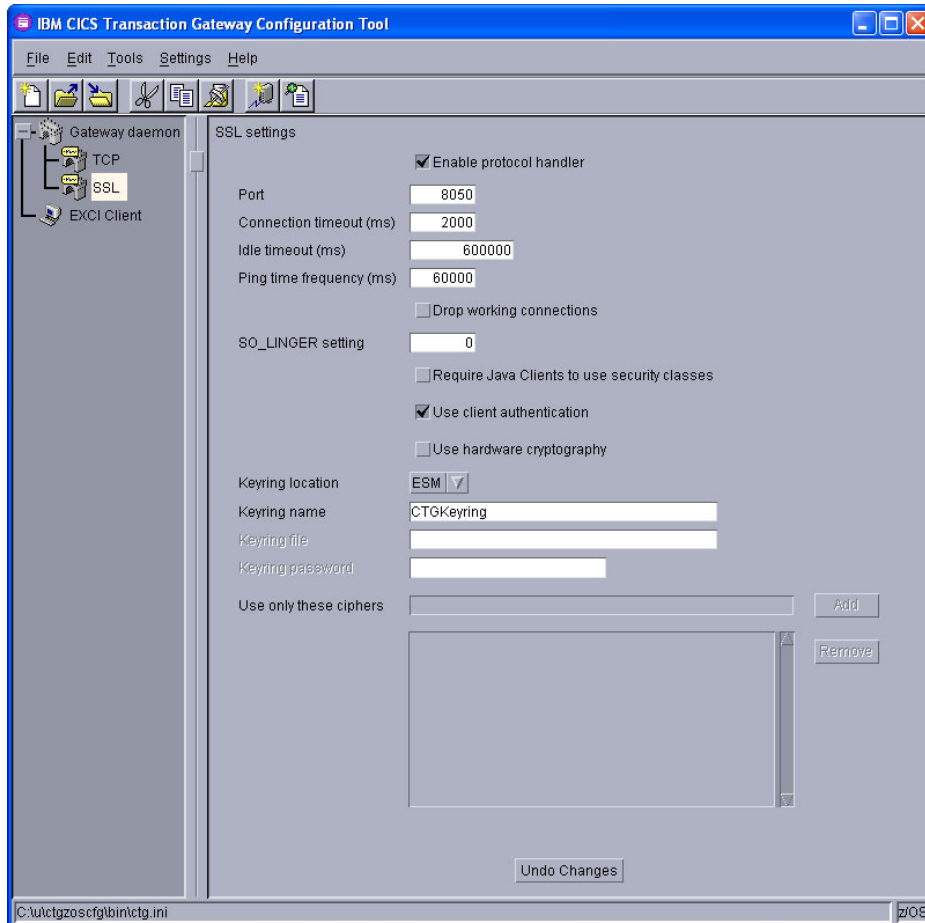 IBM CICS Transaction Gateway Configuration Tool
File Edit Tools Settings Help
Gateway daemon
TCP
SSL
EXCI Client
SSL settings
Enable protocol handler
Port 8050
Connection timeout (ms) 2000
Idle timeout (ms) 600000
Ping time frequency (ms) 60000
Drop working connections
SO_LINGER setting 0
Require Java Clients to use security classes
Use client authentication
Use hardware cryptography
Keyring location ESM
Keyring name CTGKeyring
Keyring file
Keyring password
Use only these ciphers Add
Remove
Undo Changes
C:\u\ctgzoscfg\bin\ctg.ini z/OS